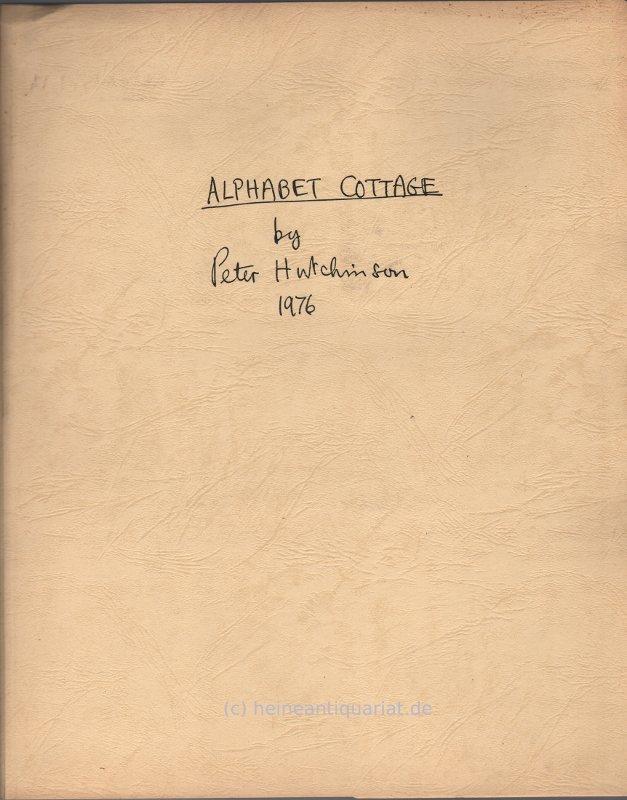 ALPHABET COTTAGE
by
Peter Hutchinson
1976
(c) heineantiquariat.de